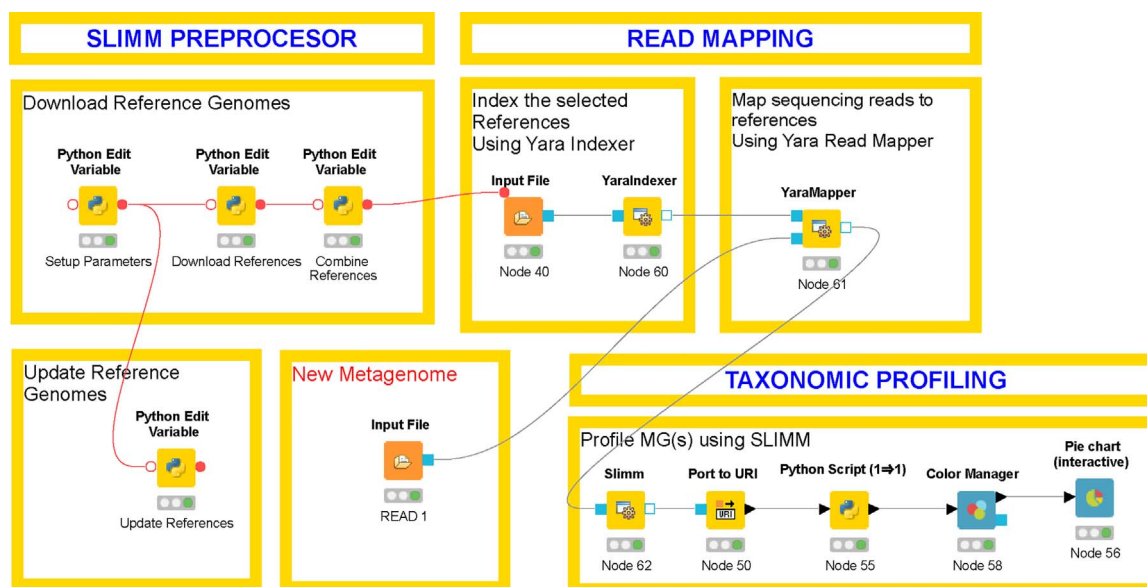 SLIMM PREPROCESOR
READ MAPPING
Download Reference Genomes
Python Edit
Variable
Setup Parameters
Python Edit
Variable
Download References
Python Edit
Variable
Combine
References
Index the selected
References
Using Yara Indexer
Input File
Node 40
YaraIndexer
Node 60
Map sequencing reads to
references
Using Yara Read Mapper
YaraMapper
Node 61
Update Reference
Genomes
Python Edit
Variable
Update References
New Metagenome
Input File
READ 1
TAXONOMIC PROFILING
Profile MG(s) using SLIMM
Slimm
Node 62
Port to URI
URI
Node 50
Python Script (1⇒1)
Node 55
Color Manager
Node 58
Pie chart
(interactive)
Node 56